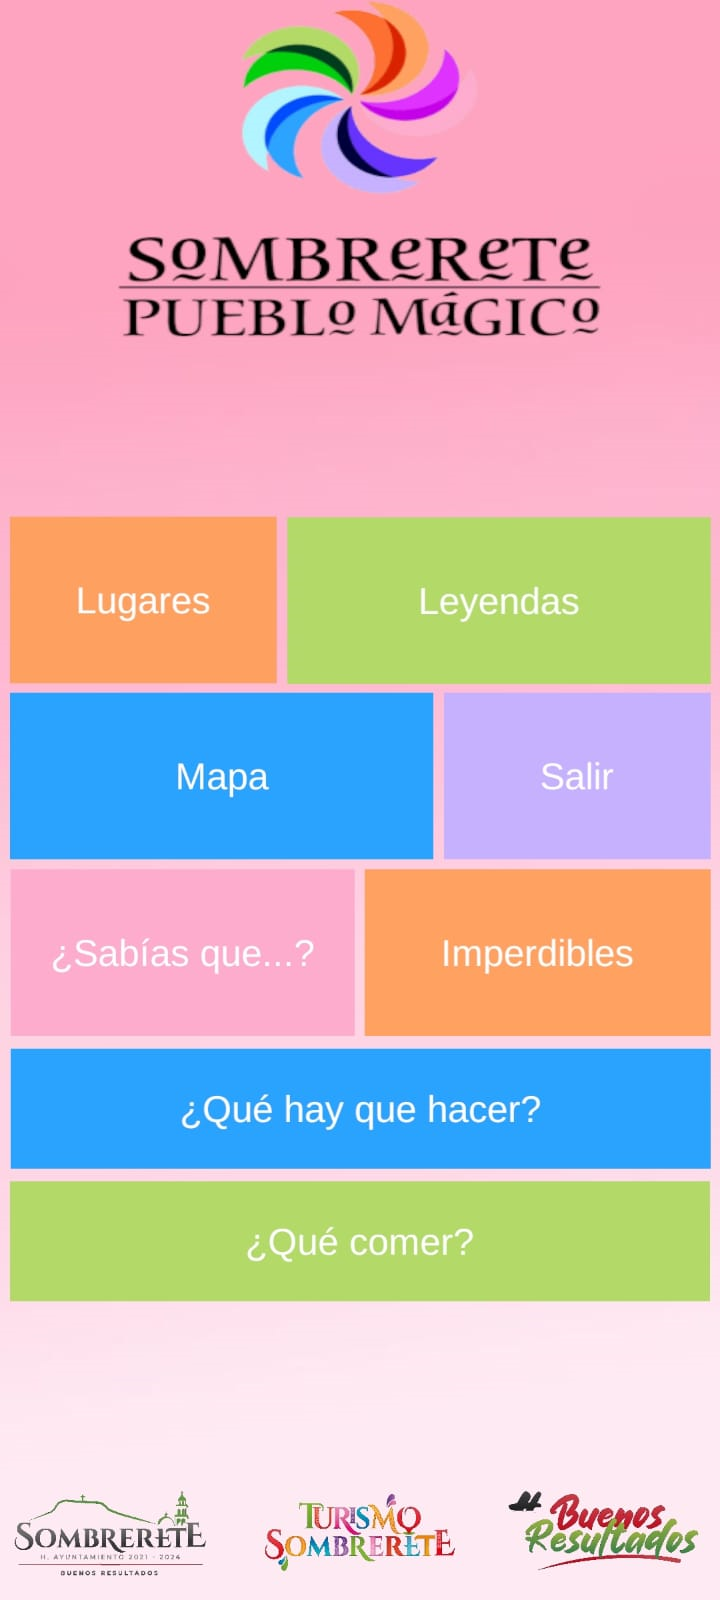 SOMBRERETE
PUEBLO MÁGICO
Lugares
Leyendas
Mapa
Salir
¿Sabías que...?
Imperdibles
¿Qué hay que hacer?
¿Qué comer?
SOMBRERETE
H. AYUNTAMIENTO 2021 - 2024
BUENOS RESULTADOS
TURISMO
SOMBRERETE
#Buenos
Resultados